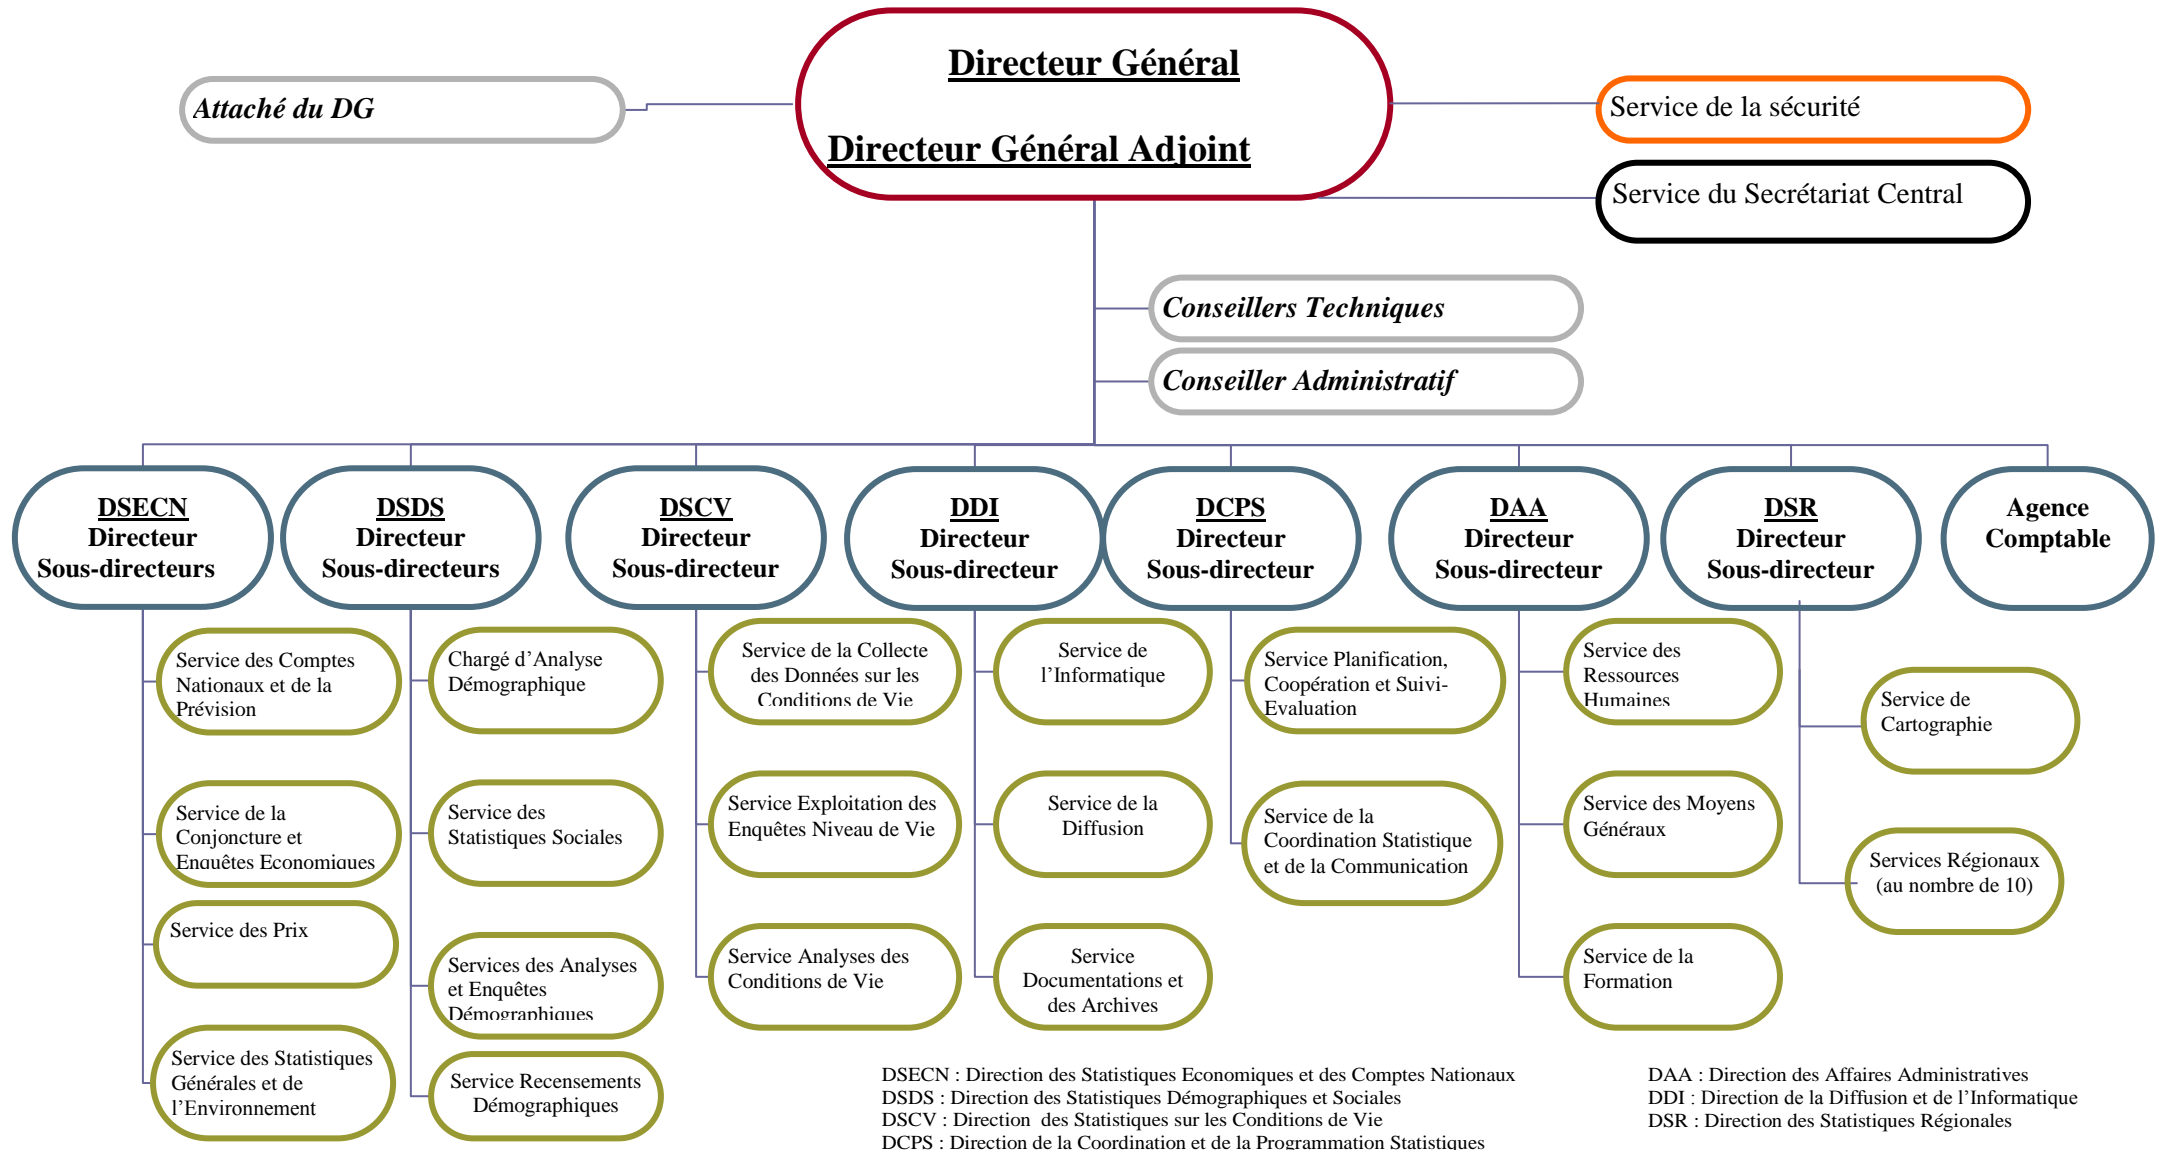 Directeur Général
Directeur Général Adjoint
Attaché du DG
Service de la sécurité
Service du Secrétariat Central
Conseillers Techniques
Conseiller Administratif
DSECN
Directeur
Sous-directeurs
DSDS
Directeur
Sous-directeurs
DSCV
Directeur
Sous-directeur
DDI
Directeur
Sous-directeur
DCPS
Directeur
Sous-directeur
DAA
Directeur
Sous-directeur
DSR
Directeur
Sous-directeur
Agence
Comptable
Service des Comptes
Nationaux et de la
Prévision
Service de la
Conjoncture et
Enquêtes Economiques
Service des Prix
Service des Statistiques
Générales et de
l’Environnement
Chargé d’Analyse
Démographique
Service des
Statistiques Sociales
Services des Analyses
et Enquêtes
Démographiques
Service Recensements
Démographiques
Service de la Collecte
des Données sur les
Conditions de Vie
Service Exploitation des
Enquêtes Niveau de Vie
Service Analyses des
Conditions de Vie
Service de
l’Informatique
Service de la
Diffusion
Service
Documentations et
des Archives
Service Planification,
Coopération et Suivi-
Evaluation
Service de la
Coordination Statistique
et de la Communication
Service des
Ressources
Humaines
Service des Moyens
Généraux
Service de la
Formation
Service de
Cartographie
Services Régionaux
(au nombre de 10)
DSECN : Direction des Statistiques Economiques et des Comptes Nationaux
DSDS : Direction des Statistiques Démographiques et Sociales
DSCV : Direction  des Statistiques sur les Conditions de Vie
DCPS : Direction de la Coordination et de la Programmation Statistiques
DAA : Direction des Affaires Administratives
DDI : Direction de la Diffusion et de l’Informatique
DSR : Direction des Statistiques Régionales